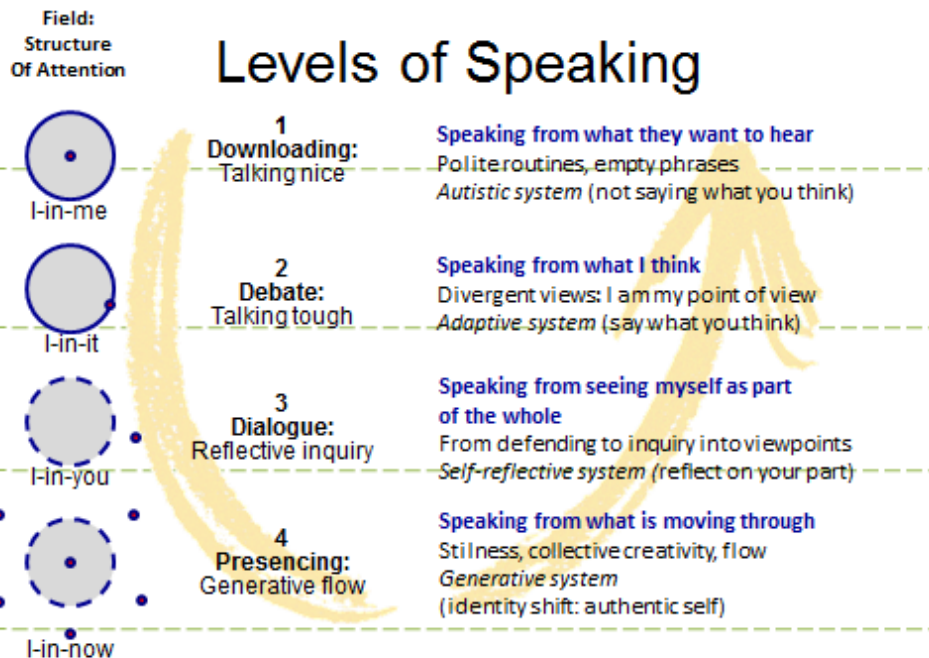 Field:
Structure
Of Attention
Levels of Speaking
1
Downloading:
Talking nice
Speaking from what they want to hear
Polite routines, empty phrases
Autistic system (not saying what you think)
I-in-me
2
Debate:
Talking tough
Speaking from what I think
Divergent views: I am my point of view
Adaptive system (say what you think)
I-in-it
3
Dialogue:
Reflective inquiry
Speaking from seeing myself as part
of the whole
From defending to inquiry into viewpoints
Self-reflective system (reflect on your part)
I-in-you
4
Presencing:
Generative flow
Speaking from what is moving through
Stilness, collective creativity, flow
Generative system
(identity shift: authentic self)
I-in-now